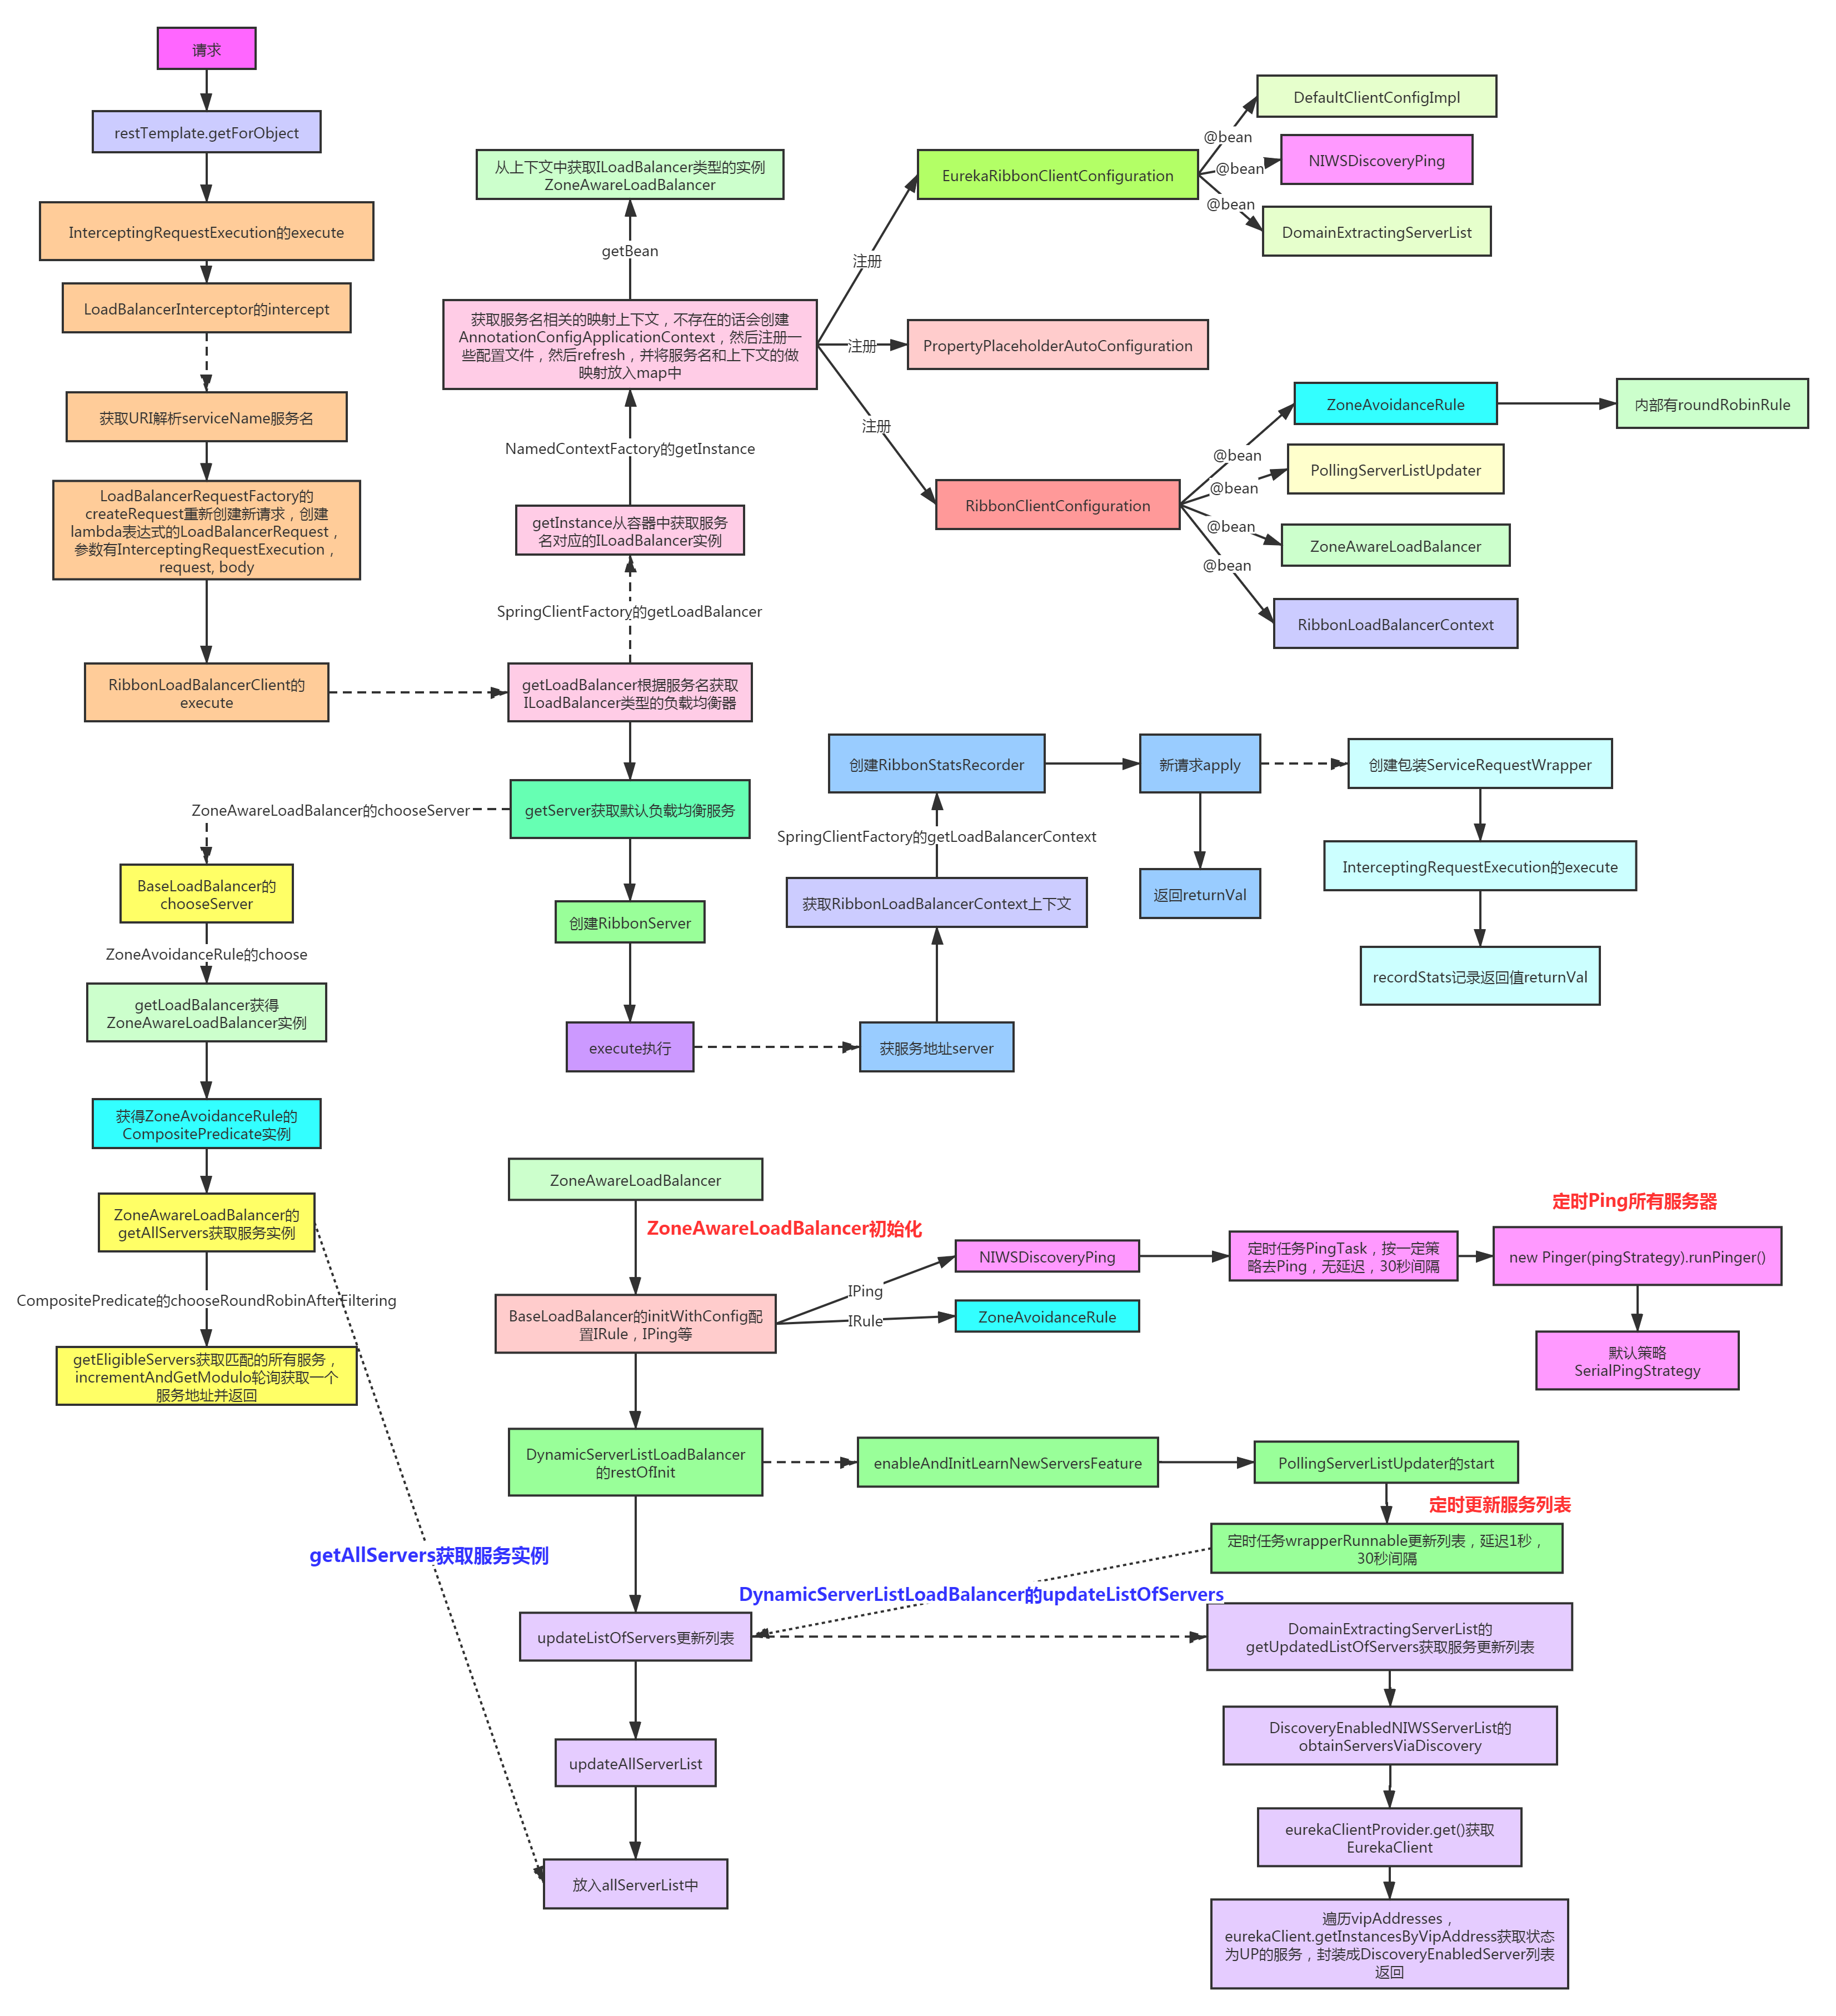 请求
restTemplate.getForObject
InterceptingRequestExecution的execute
LoadBalancerInterceptor的intercept
获取URI解析serviceName服务名
LoadBalancerRequestFactory的
createRequest重新创建新请求，创建
lambda表达式的LoadBalancerRequest，
参数有InterceptingRequestExecution，
request, body
RibbonLoadBalancerClient的
execute
从上下文中获取ILoadBalancer类型的实例
ZoneAwareLoadBalancer
getBean
获取服务名相关的映射上下文，不存在的话会创建
AnnotationConfigApplicationContext，然后注册一
些配置文件，然后refresh，并将服务名和上下文的做
映射放入map中
NamedContextFactory的getInstance
getInstance从容器中获取服务
名对应的ILoadBalancer实例
SpringClientFactory的getLoadBalancer
getLoadBalancer根据服务名获取
ILoadBalancer类型的负载均衡器
注册
注册
注册
EurekaRibbonClientConfiguration
@bean
@bean
@bean
DefaultClientConfigImpl
NIWSDiscoveryPing
DomainExtractingServerList
PropertyPlaceholderAutoConfiguration
RibbonClientConfiguration
@bean
@bean
@bean
@bean
ZoneAvoidanceRule
内部有roundRobinRule
PollingServerListUpdater
ZoneAwareLoadBalancer
RibbonLoadBalancerContext
getServer获取默认负载均衡服务
ZoneAwareLoadBalancer的chooseServer
创建RibbonServer
execute执行
获服务地址server
获取RibbonLoadBalancerContext上下文
SpringClientFactory的getLoadBalancerContext
创建RibbonStatsRecorder
新请求apply
返回returnVal
创建包装ServiceRequestWrapper
InterceptingRequestExecution的execute
recordStats记录返回值returnVal
BaseLoadBalancer的
chooseServer
ZoneAvoidanceRule的choose
getLoadBalancer获得
ZoneAwareLoadBalancer实例
获得ZoneAvoidanceRule的
CompositePredicate实例
ZoneAwareLoadBalancer的
getAllServers获取服务实例
CompositePredicate的chooseRoundRobinAfterFiltering
getEligibleServers获取匹配的所有服务，
incrementAndGetModulo轮询获取一个
服务地址并返回
getAllServers获取服务实例
ZoneAwareLoadBalancer
ZoneAwareLoadBalancer初始化
BaseLoadBalancer的initWithConfig配
置IRule，IPing等
IPing
IRule
NIWSDiscoveryPing
ZoneAvoidanceRule
定时任务PingTask，按一定策
略去Ping，无延迟，30秒间隔
定时Ping所有服务器
new Pinger(pingStrategy).runPinger()
默认策略
SerialPingStrategy
DynamicServerListLoadBalancer
的restOfInit
enableAndInitLearnNewServersFeature
PollingServerListUpdater的start
定时更新服务列表
定时任务wrapperRunnable更新列表，延迟1秒，
30秒间隔
DynamicServerListLoadBalancer的updateListOfServers
updateListOfServers更新列表
updateAllServerList
放入allServerList中
DomainExtractingServerList的
getUpdatedListOfServers获取服务更新列表
DiscoveryEnabledNIWSServerList的
obtainServersViaDiscovery
eurekaClientProvider.get()获取
EurekaClient
遍历vipAddresses，
eurekaClient.getInstancesByVipAddress获取状态
为UP的服务，封装成DiscoveryEnabledServer列表
返回